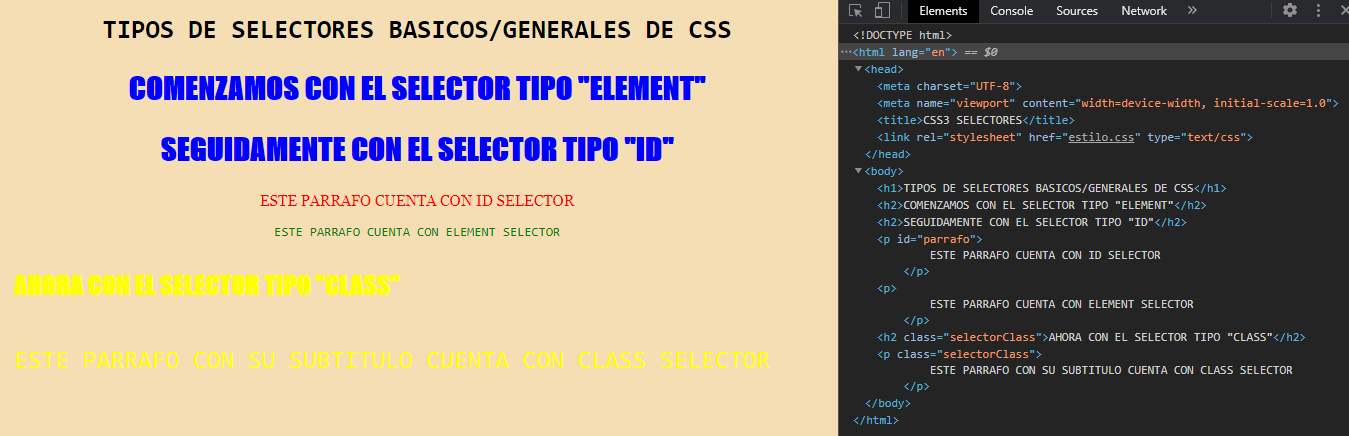 TIPOS DE SELECTORES BASICOS/GENERALES DE CSS
COMENZAMOS CON EL SELECTOR TIPO "ELEMENT"
SEGUIDAMENTE CON EL SELECTOR TIPO "ID"
ESTE PARRAFO CUENTA CON ID SELECTOR
ESTE PARRAFO CUENTA CON ELEMENT SELECTOR
AHORA CON EL SELECTOR TIPO "CLASS"
ESTE PARRAFO CON SU SUBTITULO CUENTA CON CLASS SELECTOR
Elements Console Sources Network »
<!DOCTYPE html>
···<html lang="en"> == $0
<head>
<meta charset="UTF-8">
<meta name="viewport" content="width=device-width, initial-scale=1.0">
<title>CSS3 SELECTORES</title>
<link rel="stylesheet" href="estilo.css" type="text/css">
</head>
<body>
<h1>TIPOS DE SELECTORES BASICOS/GENERALES DE CSS</h1>
<h2>COMENZAMOS CON EL SELECTOR TIPO "ELEMENT"</h2>
<h2>SEGUIDAMENTE CON EL SELECTOR TIPO "ID"</h2>
<p id="parrafo">
ESTE PARRAFO CUENTA CON ID SELECTOR
</p>
<p>
ESTE PARRAFO CUENTA CON ELEMENT SELECTOR
</p>
<h2 class="selectorClass">AHORA CON EL SELECTOR TIPO "CLASS"</h2>
<p class="selectorClass">
ESTE PARRAFO CON SU SUBTITULO CUENTA CON CLASS SELECTOR
</p>
</body>
</html>